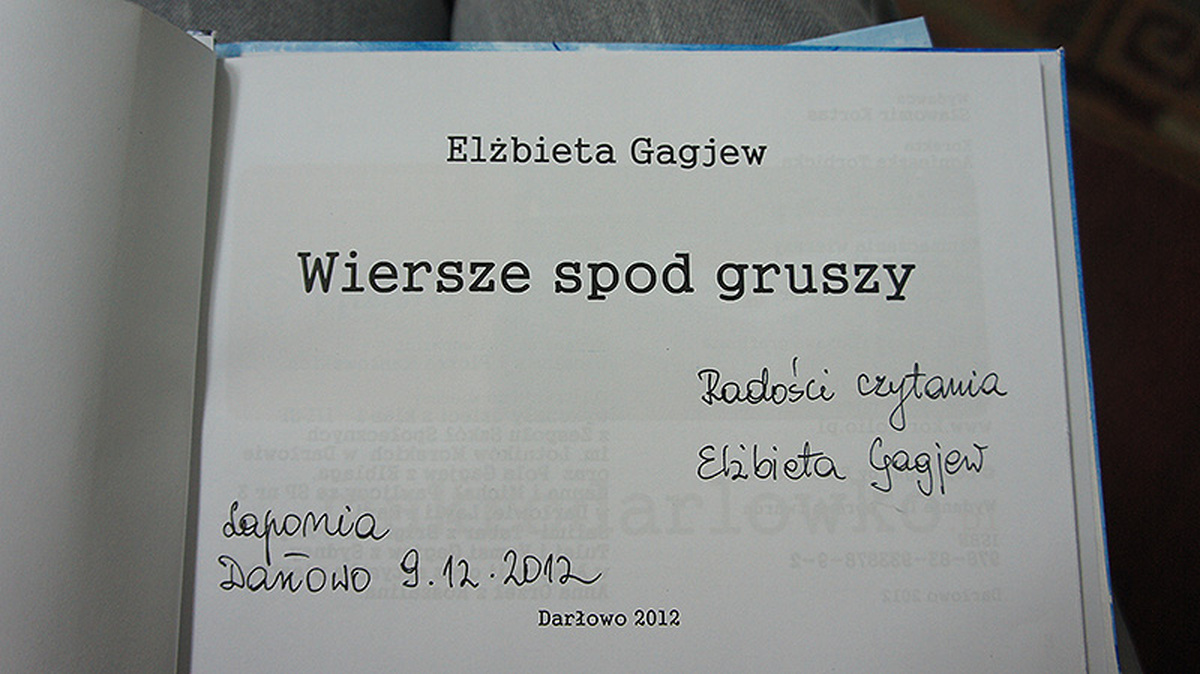 Elżbieta Gagjew
Wiersze spod gruszy
Radości czytania
Elżbieta Gagjew
Laponia
Darłowo 9.12.2012
Darłowo 2012